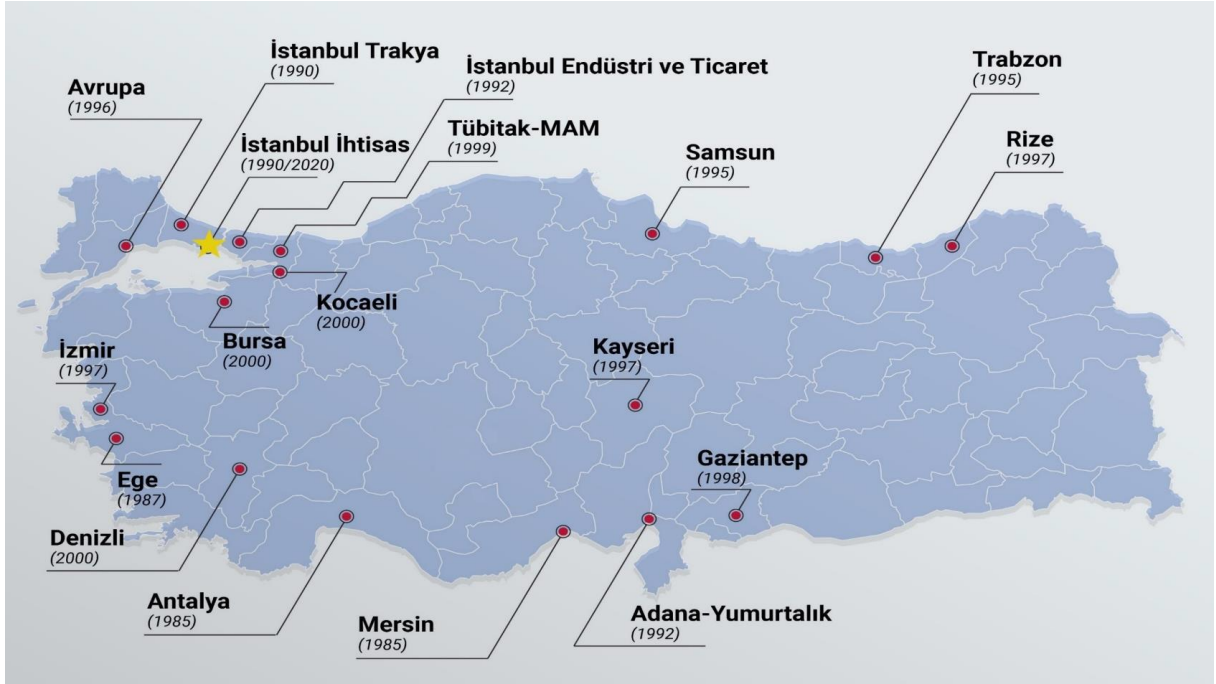 İstanbul Trakya
(1990)
İstanbul Endüstri ve Ticaret
(1992)
Trabzon
(1995)
Avrupa
(1996)
Tübitak-MAM
(1999)
İstanbul İhtisas
(1990/2020)
Rize
(1997)
Samsun
(1995)
Kocaeli
(2000)
Bursa
(2000)
İzmir
(1997)
Kayseri
(1997)
Gaziantep
(1998)
Ege
(1987)
Denizli
(2000)
Antalya
(1985)
Mersin
(1985)
Adana-Yumurtalık
(1992)